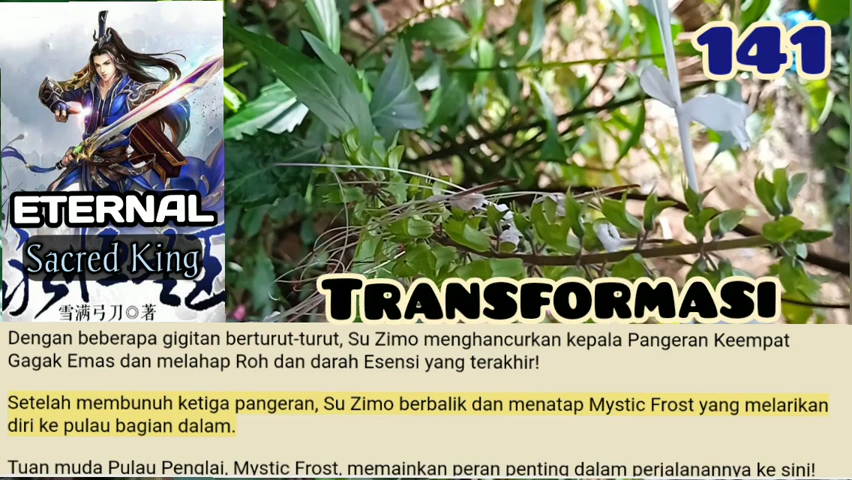 141
ETERNAL
Sacred King
雪满弓刀◎著
TRANSFORMASI
Dengan beberapa gigitan berturut-turut, Su Zimo menghancurkan kepala Pangeran Keempat
Gagak Emas dan melahap Roh dan darah Esensi yang terakhir!
Setelah membunuh ketiga pangeran, Su Zimo berbalik dan menatap Mystic Frost yang melarikan
diri ke pulau bagian dalam.
Tuan muda Pulau Penglai, Mystic Frost, memainkan peran penting dalam perjalanannya ke sini!